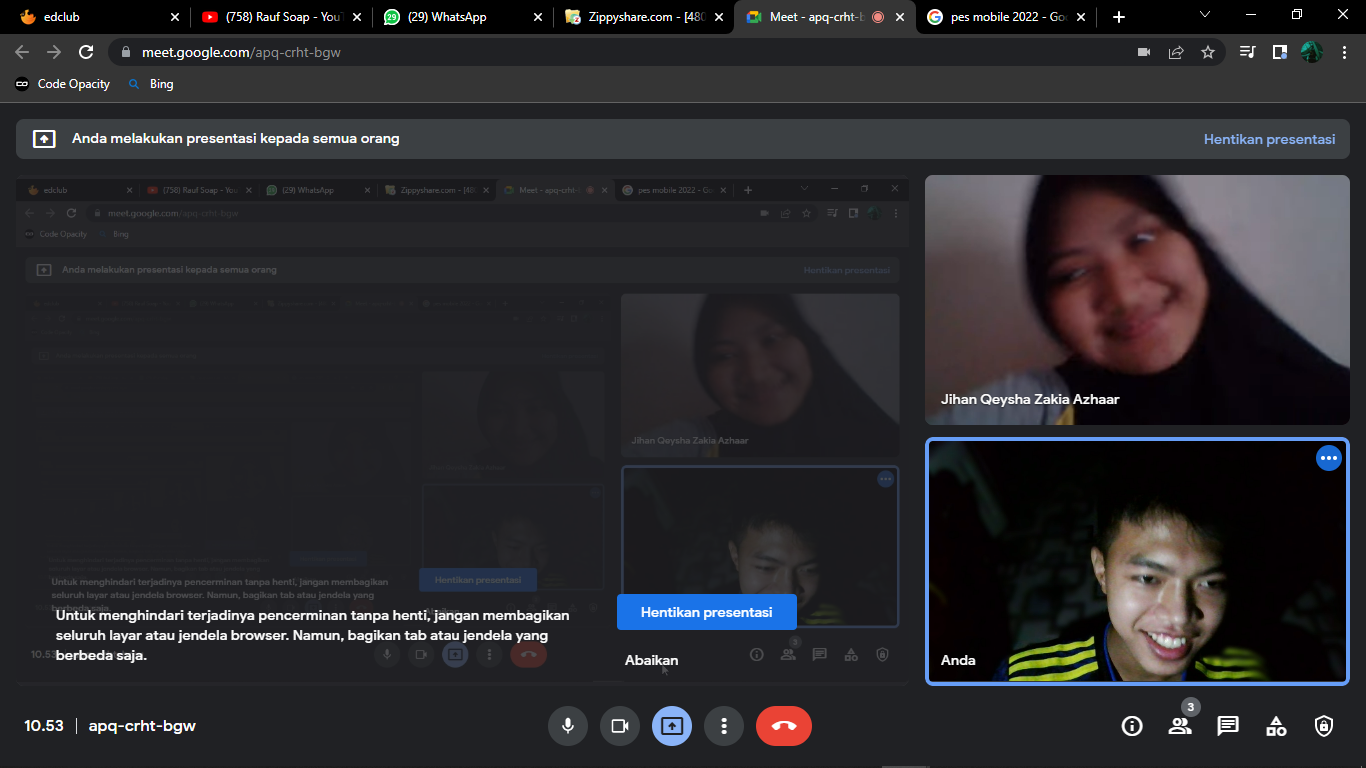 edclub
(758) Rauf Soap - YouT
(29) WhatsApp
Zippyshare.com - [480
Meet - apq-crht-b
pes mobile 2022 - Go
meet.google.com/apq-crht-bgw
Code Opacity
Bing
Anda melakukan presentasi kepada semua orang
Hentikan presentasi
edclub
(758) Rauf Soap - You
(29) WhatsApp
Zippyshare.com - [480
Meet - apq-crht-
pes mobile 2022 - Go
meet.google.com/apq-crht-bgw
Code Opacity
Bing
Anda melakukan presentasi kepada semua orang
Hentikan presentasi
Jihan Qeysha Zakia Azhaar
Jihan Qeysha Zakia Azhaar
Untuk menghindari terjadinya pencerminan tanpa henti, jangan membagikan
seluruh layar atau jendela browser. Namun, bagikan tab atau jendela yang
berbeda saja.
Hentikan presentasi
Untuk menghindari terjadinya pencerminan tanpa henti, jangan membagikan
seluruh layar atau jendela browser. Namun, bagikan tab atau jendela yang
berbeda saja.
Hentikan presentasi
Abaikan
10.53
3
Anda
10.53
apq-crht-bgw
3